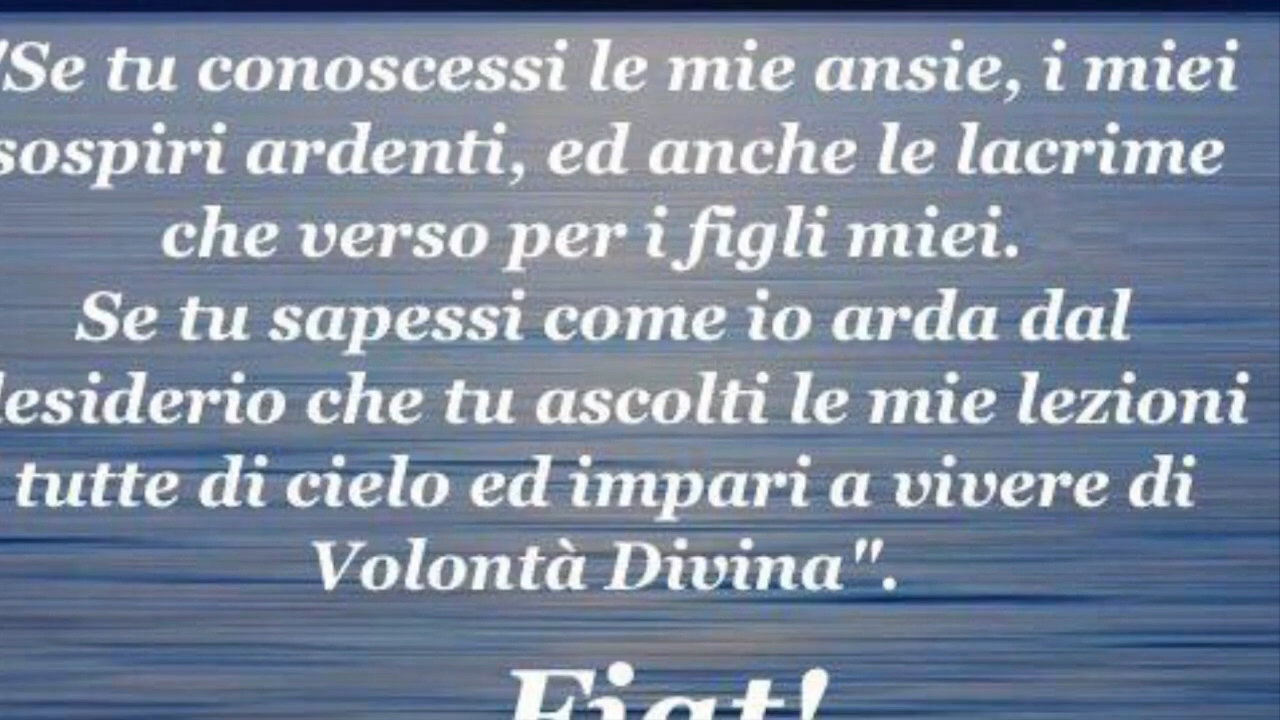 "Se tu conoscessi le mie ansie, i miei
sospiri ardenti, ed anche le lacrime
che verso per i figli miei.
Se tu sapessi come io arda dal
desiderio che tu ascolti le mie lezioni
tutte di cielo ed impari a vivere di
Volontà Divina".
Fiat!